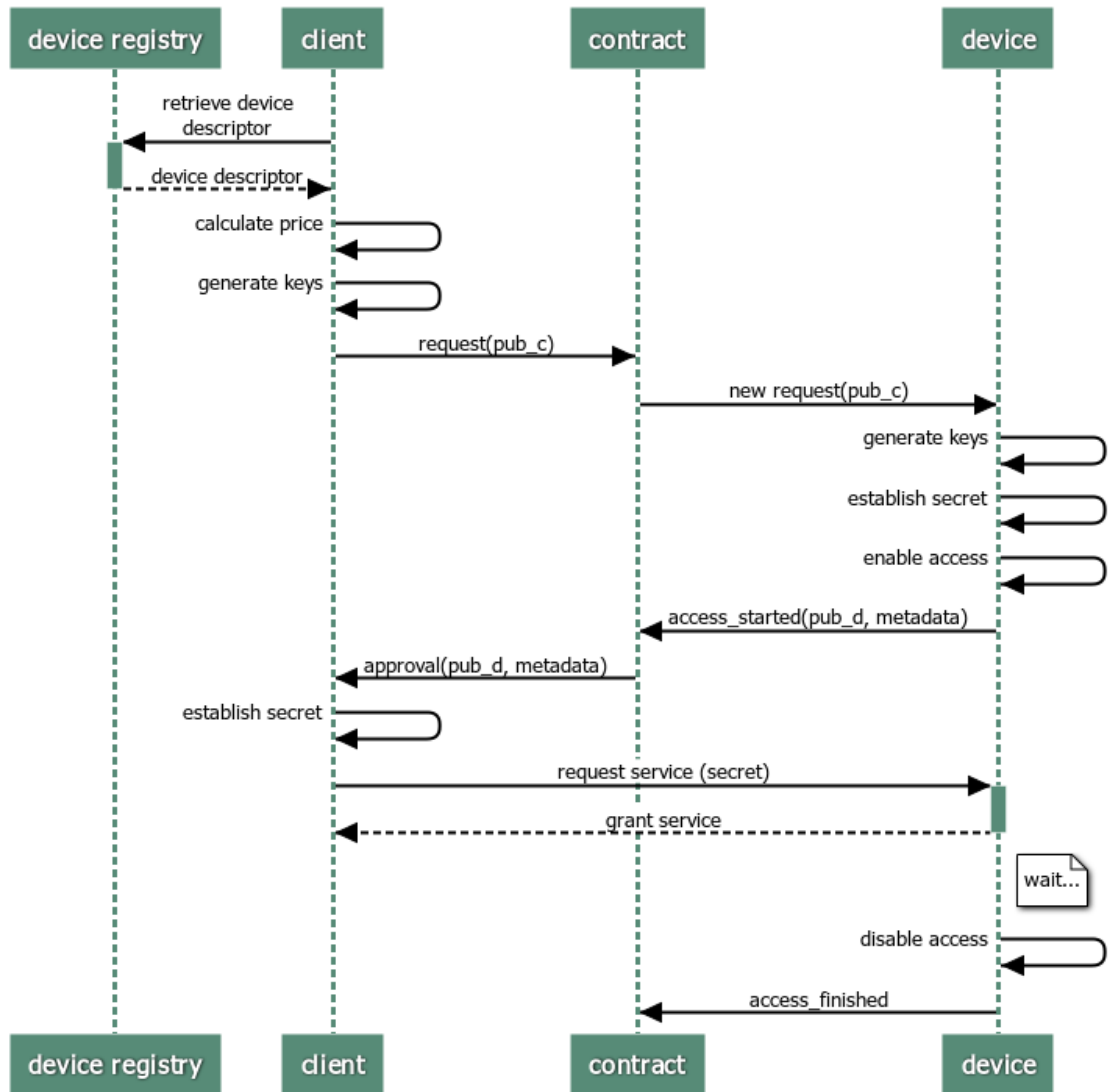 device registry
client
contract
device
retrieve device
descriptor
device descriptor
calculate price
generate keys
request(pub_c)
new request(pub_c)
generate keys
establish secret
enable access
access_started(pub_d, metadata)
approval(pub_d, metadata)
establish secret
request service (secret)
grant service
wait...
disable access
access_finished
device registry
client
contract
device